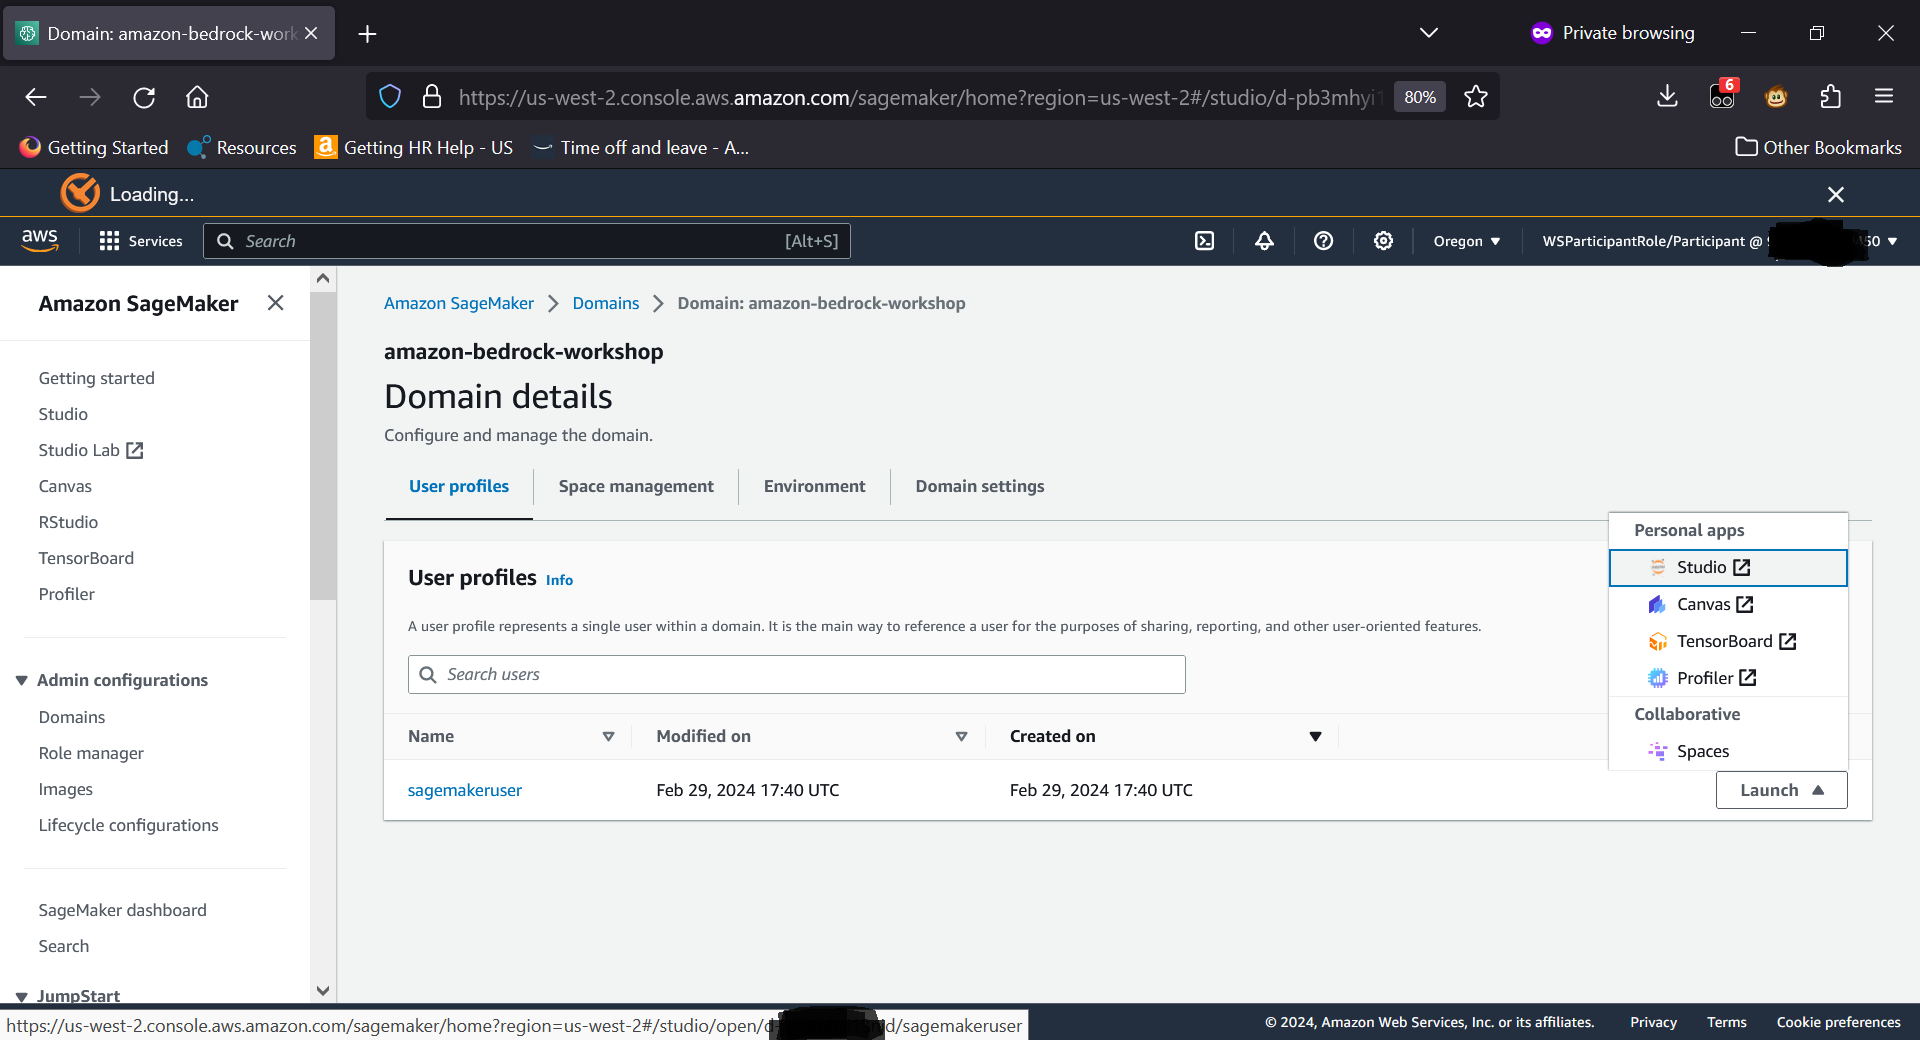 Domain: amazon-bedrock-work
Private browsing
https://us-west-2.console.aws.amazon.com/sagemaker/home?region=us-west-2#/studio/d-pb3mhyi1
80%
6
Getting Started
Resources
Getting HR Help - US
Time off and leave - A...
Other Bookmarks
Loading...
aws
Services
Search
[Alt+S]
Oregon
WSParticipantRole/Participant @
50
Amazon SageMaker
Getting started
Studio
Studio Lab
Canvas
RStudio
TensorBoard
Profiler
Admin configurations
Domains
Role manager
Images
Lifecycle configurations
SageMaker dashboard
Search
JumpStart
Amazon SageMaker
Domains
Domain: amazon-bedrock-workshop
amazon-bedrock-workshop
Domain details
Configure and manage the domain.
User profiles
Space management
Environment
Domain settings
User profiles Info
A user profile represents a single user within a domain. It is the main way to reference a user for the purposes of sharing, reporting, and other user-oriented features.
Search users
Name
Modified on
Created on
sagemakeruser
Feb 29, 2024 17:40 UTC
Feb 29, 2024 17:40 UTC
Personal apps
Studio
Canvas
TensorBoard
Profiler
Collaborative
Spaces
Launch
https://us-west-2.console.aws.amazon.com/sagemaker/home?region=us-west-2#/studio/open/d- d/sagemakeruser
© 2024, Amazon Web Services, Inc. or its affiliates.
Privacy
Terms
Cookie preferences